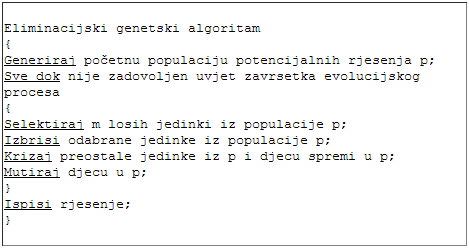 Eliminacijski genetski algoritam
{
Generiraj početnu populaciju potencijalnih rjesenja p;
Sve dok nije zadovoljen uvjet zavrsetka evolucijskog
procesa
{
Selektiraj m losih jedinki iz populacije p;
Izbrisi odabrane jedinke iz populacije p;
Krizaj preostale jedinke iz p i djecu spremi u p;
Mutiraj djecu u p;
}
Ispisi rjesenje;
}